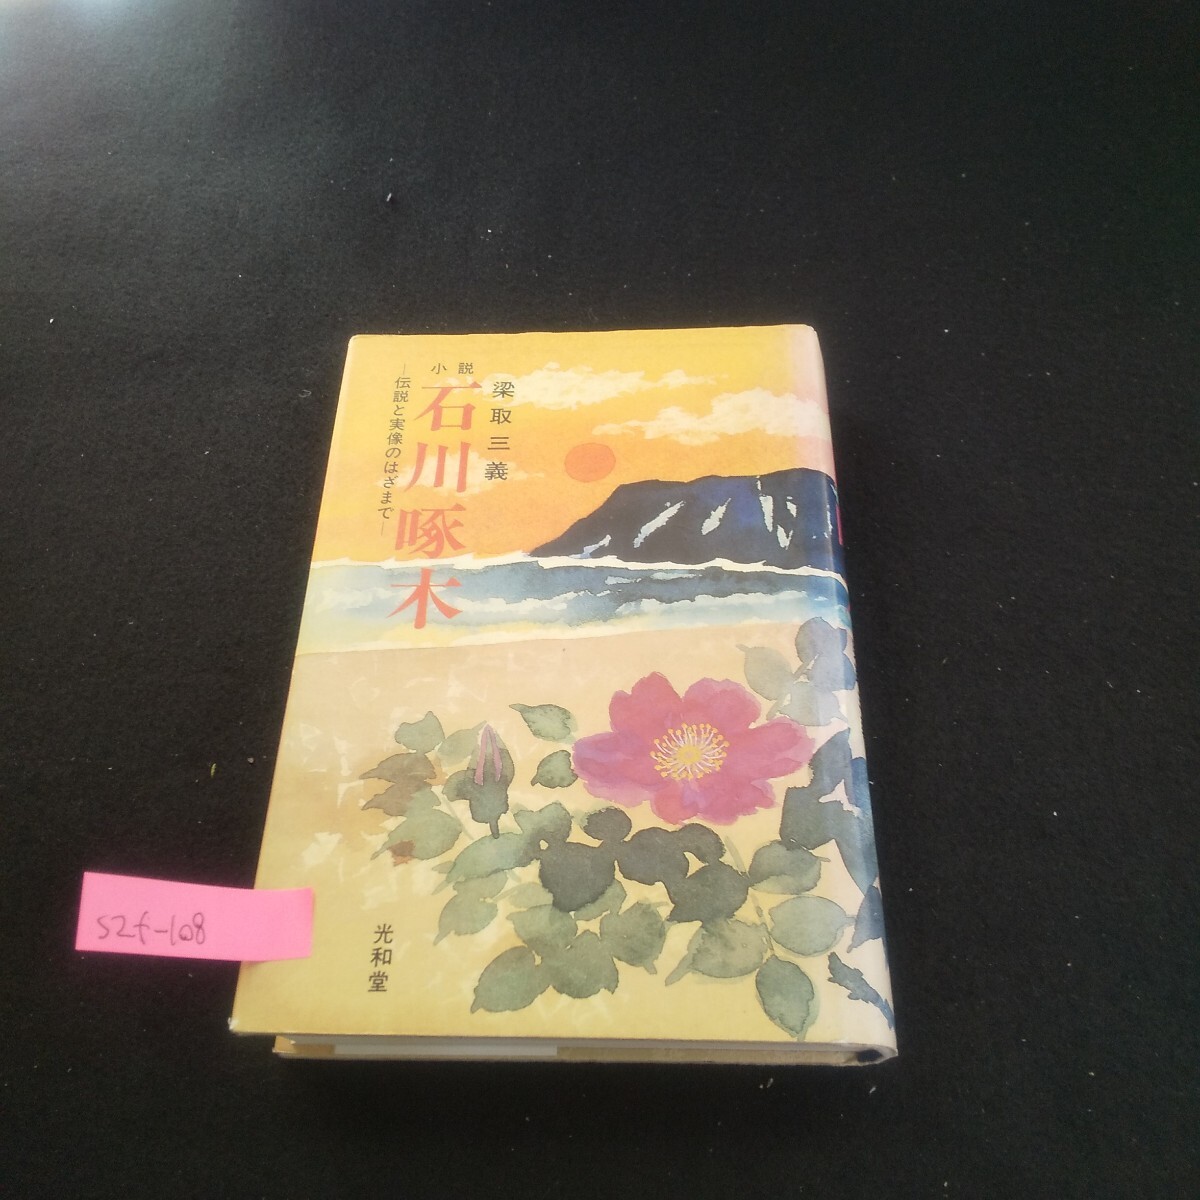 梁取三義
小説
石川啄木
―伝説と実像のはざまで―
光和堂
S2f-108